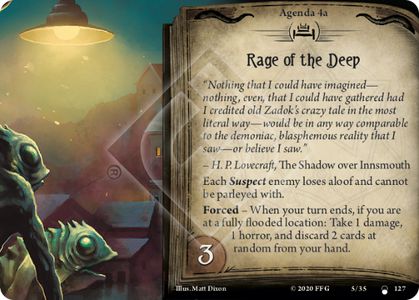 Agenda 4a
Rage of the Deep
"Nothing that I could have imagined—
nothing, even, that I could have gathered had
I credited old Zadok's crazy tale in the most
literal way—would be in any way comparable
to the demoniac, blasphemous reality that I
saw—or believe I saw."
– H. P. Lovecraft, The Shadow over Innsmouth
Each Suspect enemy loses aloof and cannot
be parleyed with.
Forced – When your turn ends, if you are
at a fully flooded location: Take 1 damage,
1 horror, and discard 2 cards at
random from your hand.
3
Illus. Matt Dixon
© 2020 FFG
5/35
127